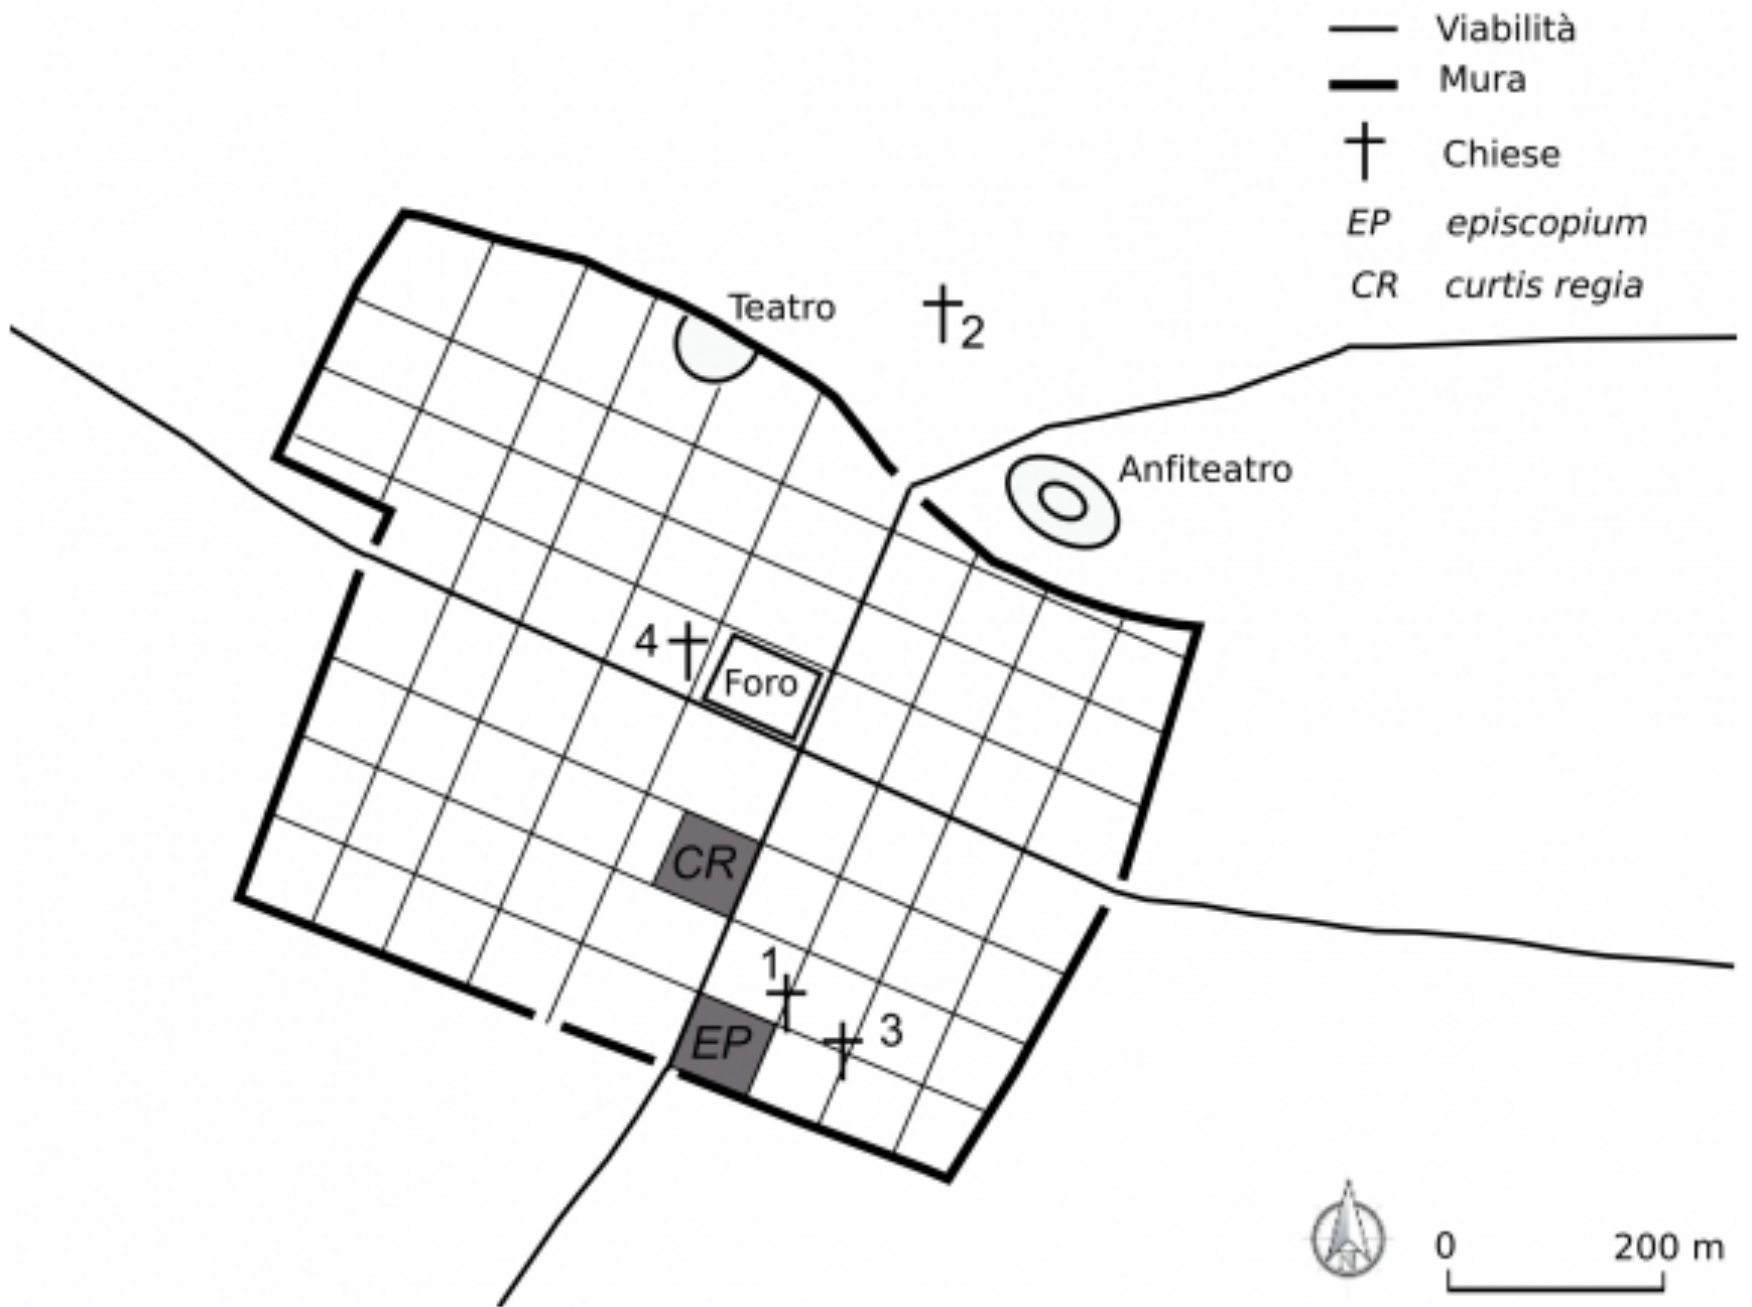 Viabilità
Mura
Chiese
EP episcopium
CR curtis regia
Teatro
2
Anfiteatro
4
Foro
CR
1
3
EP
N
0 200 m